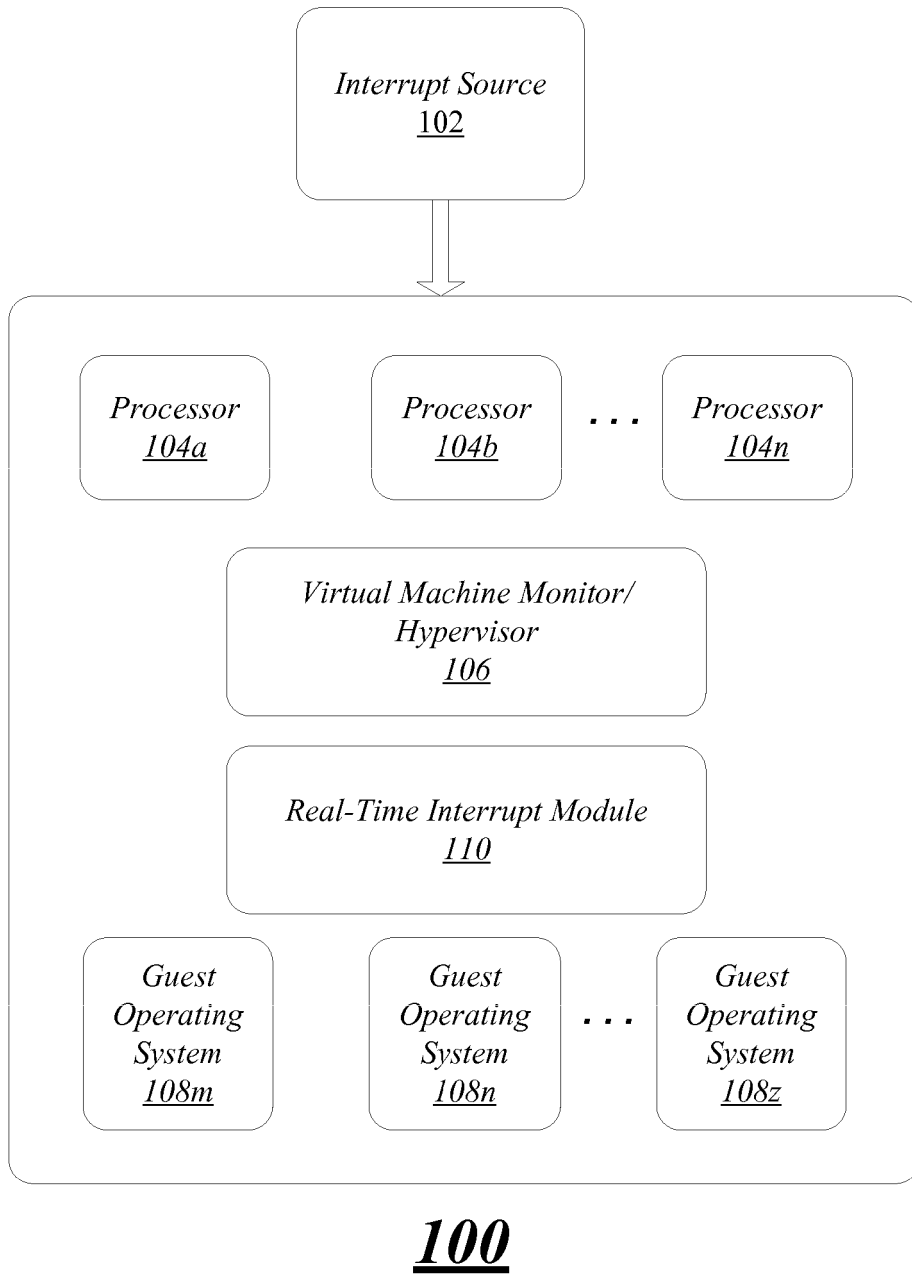 Interrupt Source
102
Processor
104a
Processor
104b
. . .
Processor
104n
Virtual Machine Monitor/
Hypervisor
106
Real-Time Interrupt Module
110
Guest
Operating
System
108m
Guest
Operating
System
108n
. . .
Guest
Operating
System
108z
100